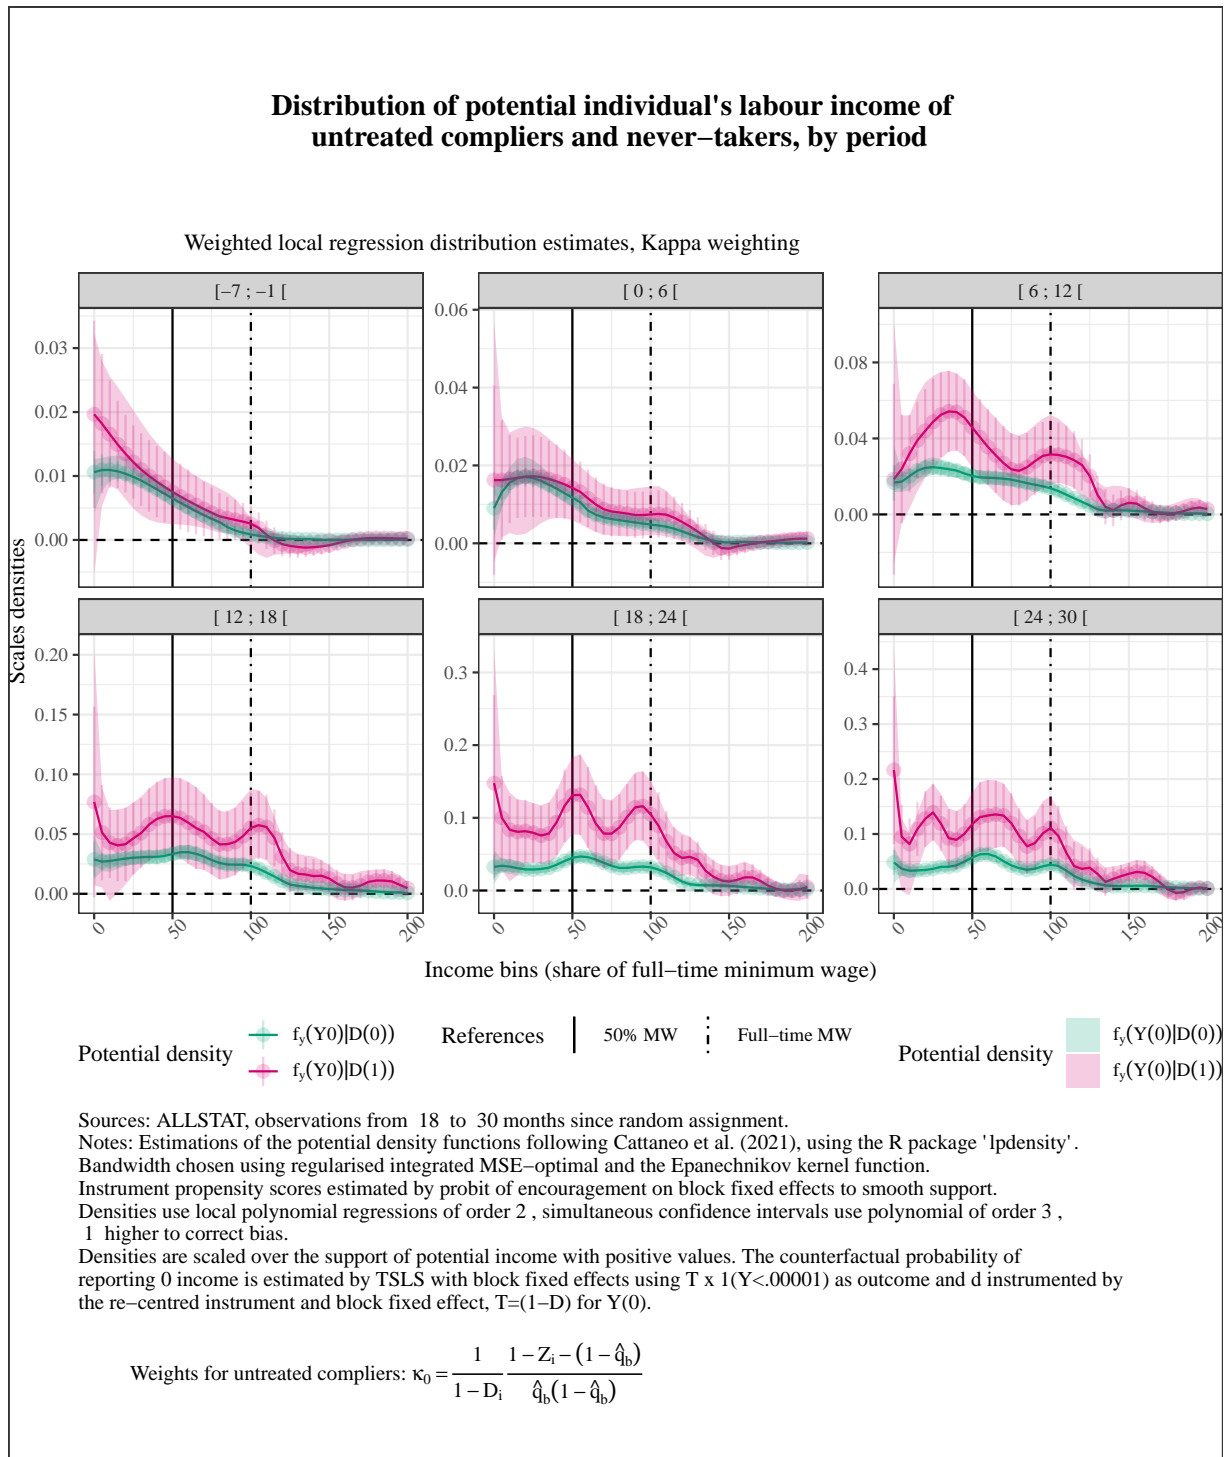 Distribution of potential individual's labour income of
untreated compliers and never−takers, by period
Weighted local regression distribution estimates, Kappa weighting
[−7 ; −1 [
[ 0 ; 6 [
[ 6 ; 12 [
0.03
0.02
0.01
0.00
0.06
0.04
0.02
0.00
0.08
0.04
0.00
Scales densities
[ 12 ; 18 [
[ 18 ; 24 [
[ 24 ; 30 [
0.20
0.15
0.10
0.05
0.00
0.3
0.2
0.1
0.0
0.4
0.3
0.2
0.1
0.0
0 50 100 150 200
0 50 100 150 200
0 50 100 150 200
Income bins (share of full−time minimum wage)
Potential density
f_y(Y0)|D(0))
f_y(Y0)|D(1))
References
50% MW
Full−time MW
Potential density
f_y(Y(0)|D(0))
f_y(Y(0)|D(1))
Sources: ALLSTAT, observations from  18  to  30 months since random assignment.
Notes: Estimations of the potential density functions following Cattaneo et al. (2021), using the R package 'lpdensity'.
Bandwidth chosen using regularised integrated MSE−optimal and the Epanechnikov kernel function.
Instrument propensity scores estimated by probit of encouragement on block fixed effects to smooth support.
Densities use local polynomial regressions of order 2 , simultaneous confidence intervals use polynomial of order 3 ,
1  higher to correct bias.
Densities are scaled over the support of potential income with positive values. The counterfactual probability of
reporting 0 income is estimated by TSLS with block fixed effects using T x 1(Y<.00001) as outcome and d instrumented by
the re−centred instrument and block fixed effect, T=(1−D) for Y(0).
Weights for untreated compliers: κ₀ = 1 / (1 − Dᵢ) (1 − Zᵢ − (1 − q̂_b)) / (q̂_b(1 − q̂_b))